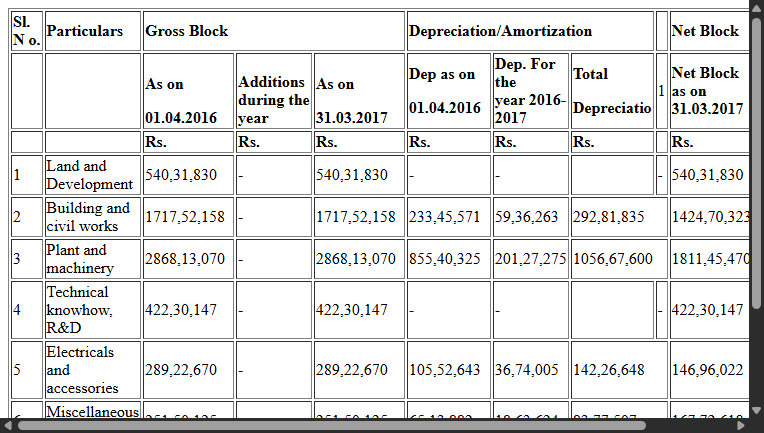 Sl. N o. Particulars Gross Block Depreciation/Amortization Net Block
As on 01.04.2016 Additions during the year As on 31.03.2017 Dep as on 01.04.2016 Dep. For the year 2016-2017 Total Depreciatio 1 Net Block as on 31.03.2017
Rs. Rs. Rs. Rs. Rs. Rs. Rs.
1 Land and Development 540,31,830 - 540,31,830 - - - 540,31,830
2 Building and civil works 1717,52,158 - 1717,52,158 233,45,571 59,36,263 292,81,835 1424,70,323
3 Plant and machinery 2868,13,070 - 2868,13,070 855,40,325 201,27,275 1056,67,600 1811,45,470
4 Technical knowhow, R&D 422,30,147 - 422,30,147 - - - 422,30,147
5 Electricals and accessories 289,22,670 - 289,22,670 105,52,643 36,74,005 142,26,648 146,96,022
Miscellaneous